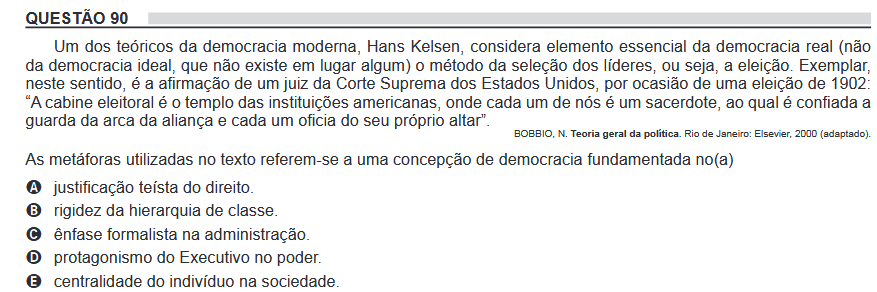 QUESTÃO 90
Um dos teóricos da democracia moderna, Hans Kelsen, considera elemento essencial da democracia real (não
da democracia ideal, que não existe em lugar algum) o método da seleção dos líderes, ou seja, a eleição. Exemplar,
neste sentido, é a afirmação de um juiz da Corte Suprema dos Estados Unidos, por ocasião de uma eleição de 1902:
“A cabine eleitoral é o templo das instituições americanas, onde cada um de nós é um sacerdote, ao qual é confiada a
guarda da arca da aliança e cada um oficia do seu próprio altar”.
BOBBIO, N. Teoria geral da política. Rio de Janeiro: Elsevier, 2000 (adaptado).
As metáforas utilizadas no texto referem-se a uma concepção de democracia fundamentada no(a)
A justificação teísta do direito.
B rigidez da hierarquia de classe.
C ênfase formalista na administração.
D protagonismo do Executivo no poder.
E centralidade do indivíduo na sociedade.